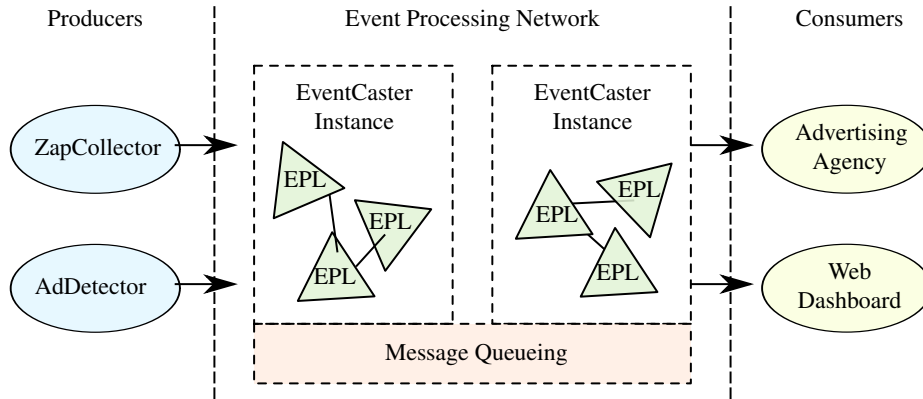 Producers
Event Processing Network
Consumers
EventCaster
Instance
EventCaster
Instance
ZapCollector
Advertising
Agency
EPL
EPL
EPL
EPL
EPL
EPL
AdDetector
Web
Dashboard
Message Queueing